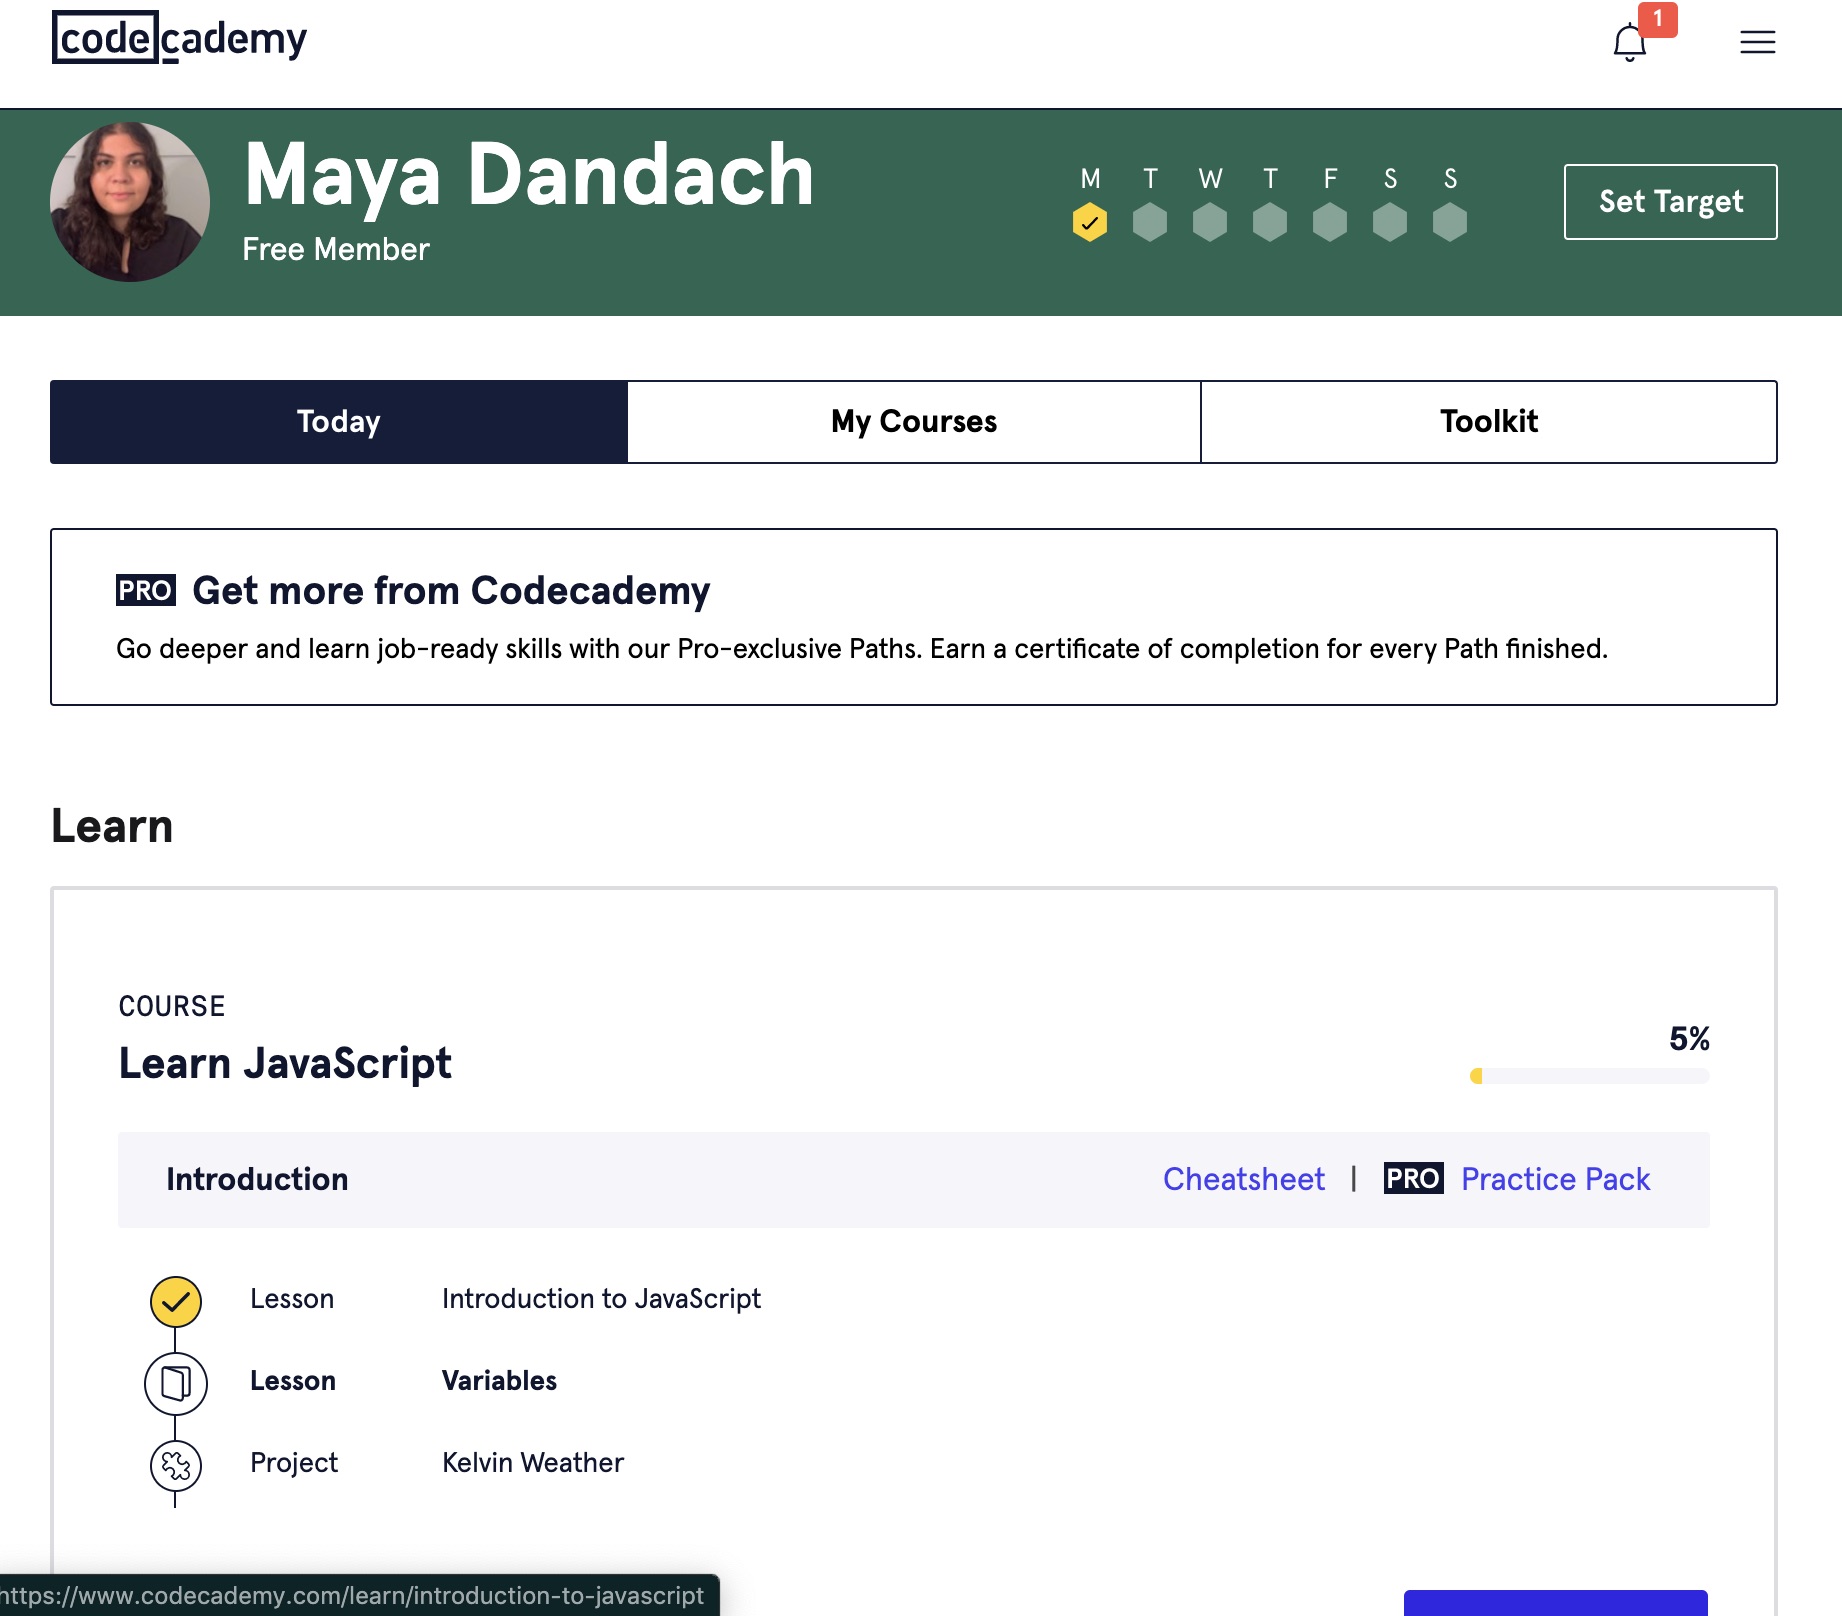 codecademy
1
Maya Dandach
Free Member
M T W T F S S
Set Target
Today
My Courses
Toolkit
PRO Get more from Codecademy
Go deeper and learn job-ready skills with our Pro-exclusive Paths. Earn a certificate of completion for every Path finished.
Learn
COURSE
Learn JavaScript
5%
Introduction
Cheatsheet | PRO Practice Pack
Lesson Introduction to JavaScript
Lesson Variables
Project Kelvin Weather
https://www.codecademy.com/learn/introduction-to-javascript